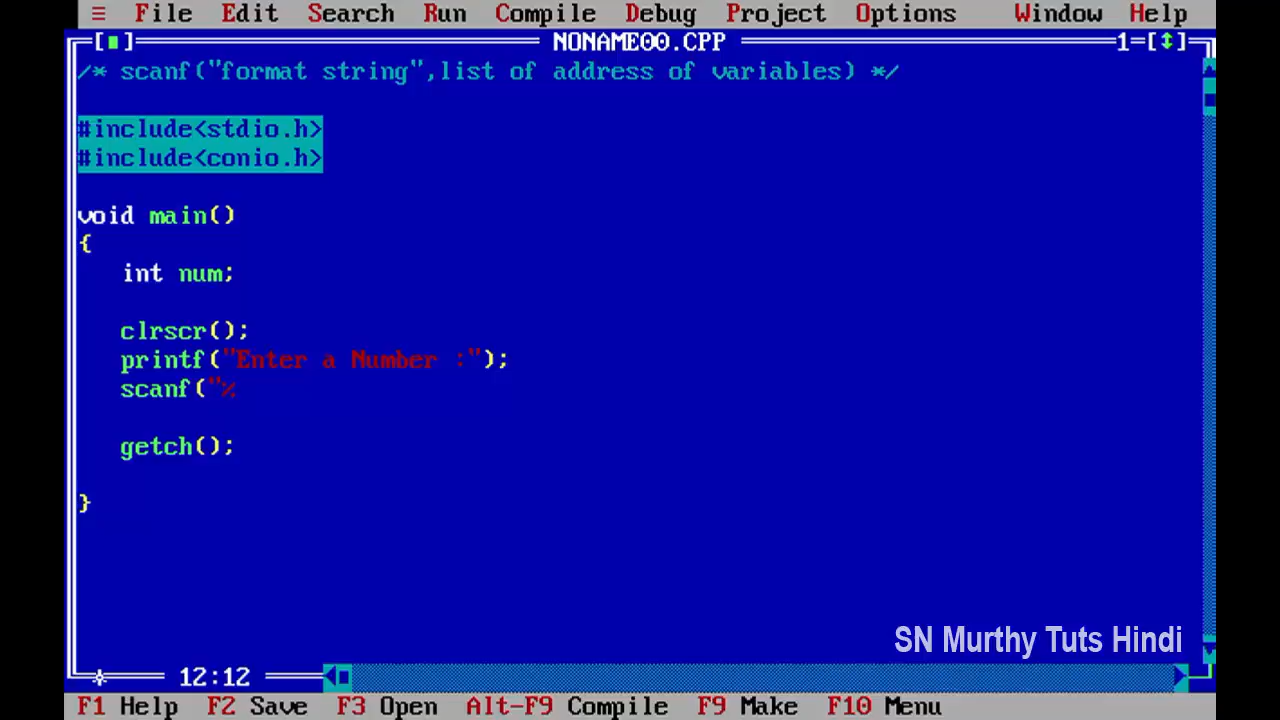 ≡ File Edit Search Run Compile Debug Project Options Window Help
[■] NONAME00.CPP 1=[↕]
/* scanf("format string",list of address of variables) */
#include<stdio.h>
#include<conio.h>
void main()
{
int num;
clrscr();
printf("Enter a Number :");
scanf("%
getch();
}
SN Murthy Tuts Hindi
12:12
F1 Help F2 Save F3 Open Alt-F9 Compile F9 Make F10 Menu